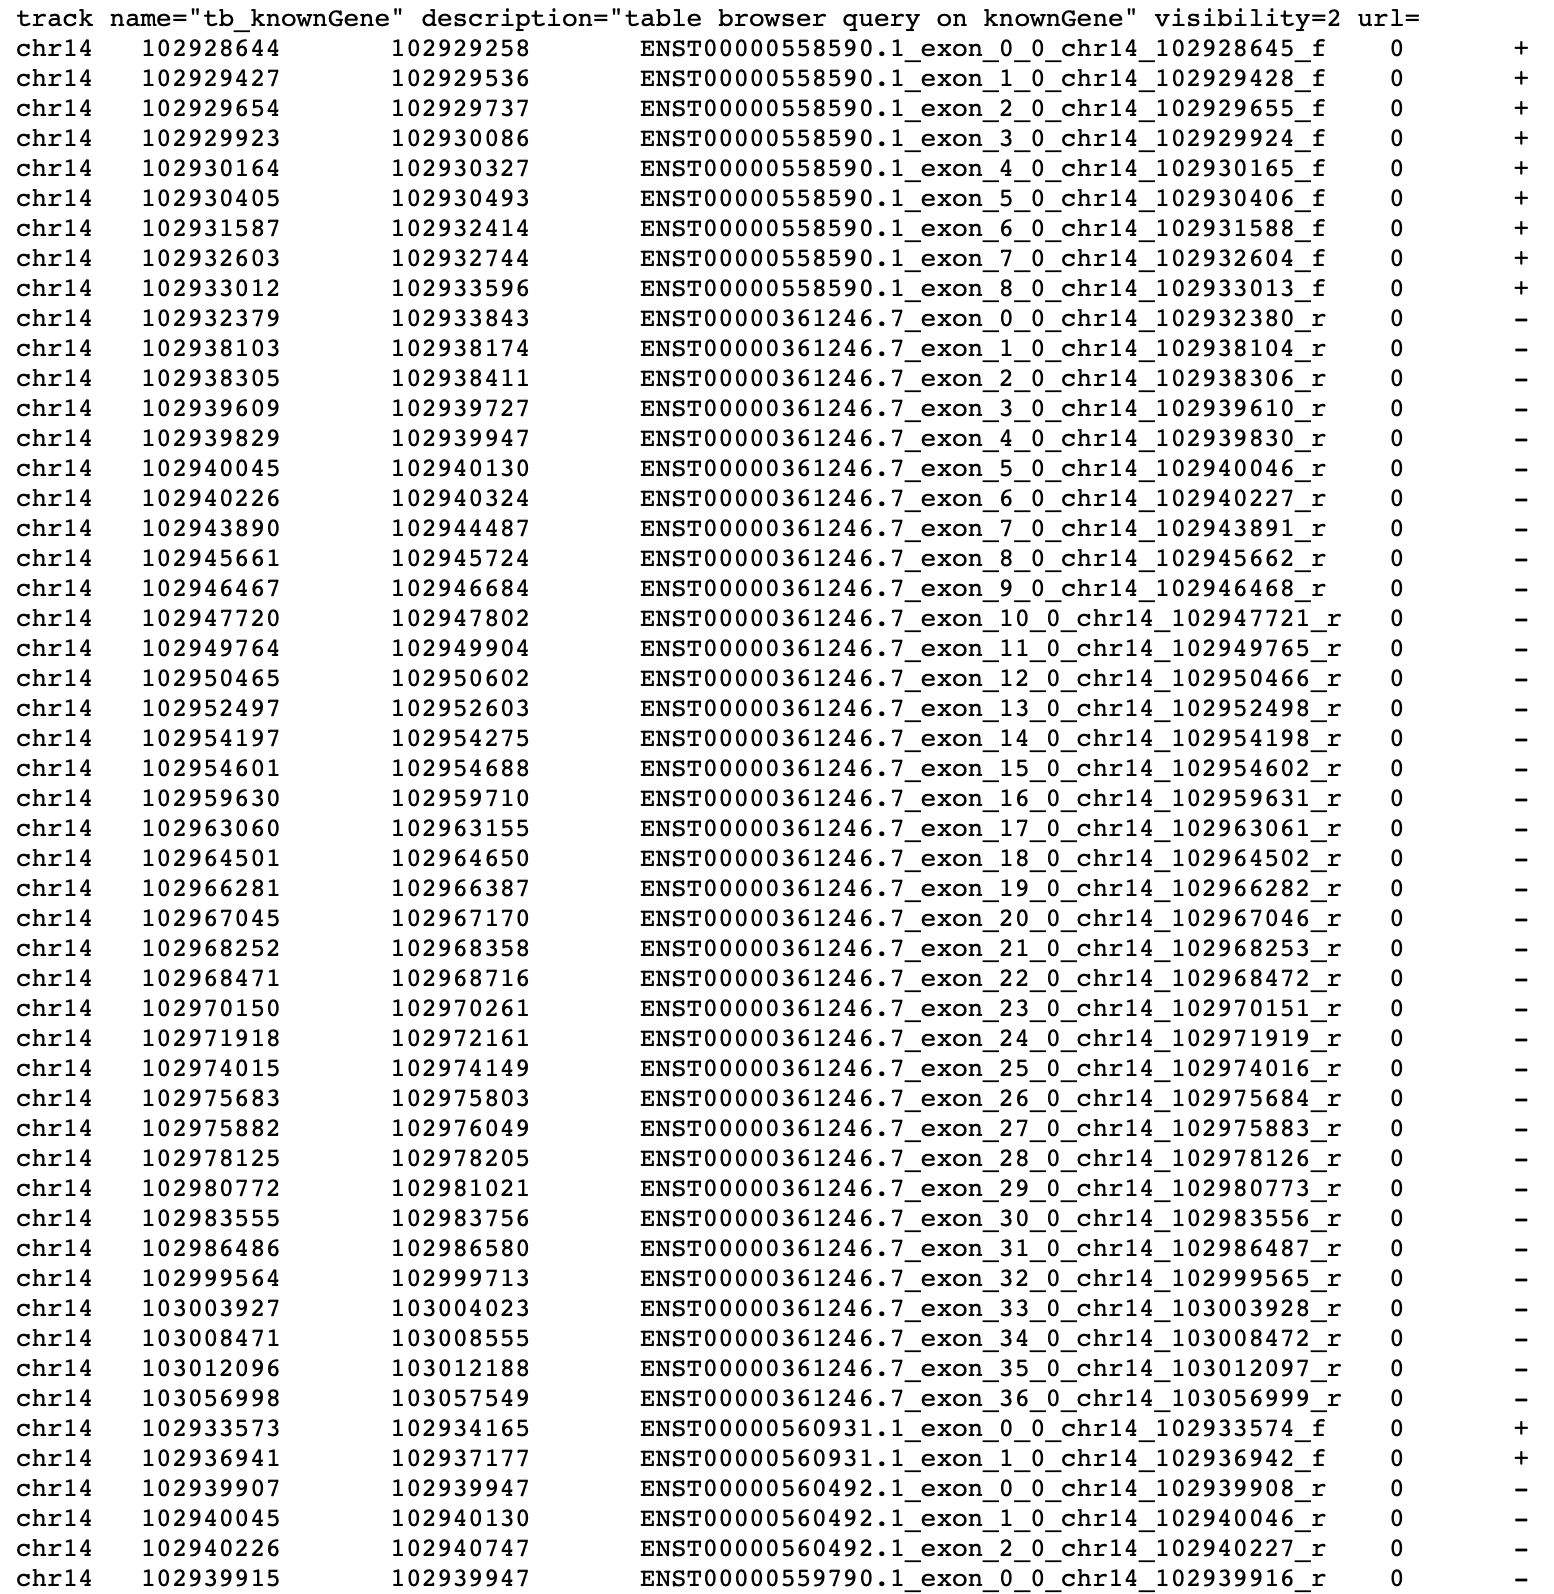 track name="tb_knownGene" description="table browser query on knownGene" visibility=2 url=
chr14 102928644 102929258 ENST00000558590.1_exon_0_0_chr14_102928645_f 0 +
chr14 102929427 102929536 ENST00000558590.1_exon_1_0_chr14_102929428_f 0 +
chr14 102929654 102929737 ENST00000558590.1_exon_2_0_chr14_102929655_f 0 +
chr14 102929923 102930086 ENST00000558590.1_exon_3_0_chr14_102929924_f 0 +
chr14 102930164 102930327 ENST00000558590.1_exon_4_0_chr14_102930165_f 0 +
chr14 102930405 102930493 ENST00000558590.1_exon_5_0_chr14_102930406_f 0 +
chr14 102931587 102932414 ENST00000558590.1_exon_6_0_chr14_102931588_f 0 +
chr14 102932603 102932744 ENST00000558590.1_exon_7_0_chr14_102932604_f 0 +
chr14 102933012 102933596 ENST00000558590.1_exon_8_0_chr14_102933013_f 0 +
chr14 102932379 102933843 ENST00000361246.7_exon_0_0_chr14_102932380_r 0 -
chr14 102938103 102938174 ENST00000361246.7_exon_1_0_chr14_102938104_r 0 -
chr14 102938305 102938411 ENST00000361246.7_exon_2_0_chr14_102938306_r 0 -
chr14 102939609 102939727 ENST00000361246.7_exon_3_0_chr14_102939610_r 0 -
chr14 102939829 102939947 ENST00000361246.7_exon_4_0_chr14_102939830_r 0 -
chr14 102940045 102940130 ENST00000361246.7_exon_5_0_chr14_102940046_r 0 -
chr14 102940226 102940324 ENST00000361246.7_exon_6_0_chr14_102940227_r 0 -
chr14 102943890 102944487 ENST00000361246.7_exon_7_0_chr14_102943891_r 0 -
chr14 102945661 102945724 ENST00000361246.7_exon_8_0_chr14_102945662_r 0 -
chr14 102946467 102946684 ENST00000361246.7_exon_9_0_chr14_102946468_r 0 -
chr14 102947720 102947802 ENST00000361246.7_exon_10_0_chr14_102947721_r 0 -
chr14 102949764 102949904 ENST00000361246.7_exon_11_0_chr14_102949765_r 0 -
chr14 102950465 102950602 ENST00000361246.7_exon_12_0_chr14_102950466_r 0 -
chr14 102952497 102952603 ENST00000361246.7_exon_13_0_chr14_102952498_r 0 -
chr14 102954197 102954275 ENST00000361246.7_exon_14_0_chr14_102954198_r 0 -
chr14 102954601 102954688 ENST00000361246.7_exon_15_0_chr14_102954602_r 0 -
chr14 102959630 102959710 ENST00000361246.7_exon_16_0_chr14_102959631_r 0 -
chr14 102963060 102963155 ENST00000361246.7_exon_17_0_chr14_102963061_r 0 -
chr14 102964501 102964650 ENST00000361246.7_exon_18_0_chr14_102964502_r 0 -
chr14 102966281 102966387 ENST00000361246.7_exon_19_0_chr14_102966282_r 0 -
chr14 102967045 102967170 ENST00000361246.7_exon_20_0_chr14_102967046_r 0 -
chr14 102968252 102968358 ENST00000361246.7_exon_21_0_chr14_102968253_r 0 -
chr14 102968471 102968716 ENST00000361246.7_exon_22_0_chr14_102968472_r 0 -
chr14 102970150 102970261 ENST00000361246.7_exon_23_0_chr14_102970151_r 0 -
chr14 102971918 102972161 ENST00000361246.7_exon_24_0_chr14_102971919_r 0 -
chr14 102974015 102974149 ENST00000361246.7_exon_25_0_chr14_102974016_r 0 -
chr14 102975683 102975803 ENST00000361246.7_exon_26_0_chr14_102975684_r 0 -
chr14 102975882 102976049 ENST00000361246.7_exon_27_0_chr14_102975883_r 0 -
chr14 102978125 102978205 ENST00000361246.7_exon_28_0_chr14_102978126_r 0 -
chr14 102980772 102981021 ENST00000361246.7_exon_29_0_chr14_102980773_r 0 -
chr14 102983555 102983756 ENST00000361246.7_exon_30_0_chr14_102983556_r 0 -
chr14 102986486 102986580 ENST00000361246.7_exon_31_0_chr14_102986487_r 0 -
chr14 102999564 102999713 ENST00000361246.7_exon_32_0_chr14_102999565_r 0 -
chr14 103003927 103004023 ENST00000361246.7_exon_33_0_chr14_103003928_r 0 -
chr14 103008471 103008555 ENST00000361246.7_exon_34_0_chr14_103008472_r 0 -
chr14 103012096 103012188 ENST00000361246.7_exon_35_0_chr14_103012097_r 0 -
chr14 103056998 103057549 ENST00000361246.7_exon_36_0_chr14_103056999_r 0 -
chr14 102933573 102934165 ENST00000560931.1_exon_0_0_chr14_102933574_f 0 +
chr14 102936941 102937177 ENST00000560931.1_exon_1_0_chr14_102936942_f 0 +
chr14 102939907 102939947 ENST00000560492.1_exon_0_0_chr14_102939908_r 0 -
chr14 102940045 102940130 ENST00000560492.1_exon_1_0_chr14_102940046_r 0 -
chr14 102940226 102940747 ENST00000560492.1_exon_2_0_chr14_102940227_r 0 -
chr14 102939915 102939947 ENST00000559790.1_exon_0_0_chr14_102939916_r 0 -